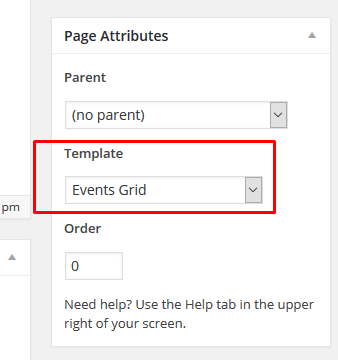 Page Attributes
Parent
(no parent)
Template
Events Grid
pm
Order
0
Need help? Use the Help tab in the upper
right of your screen.